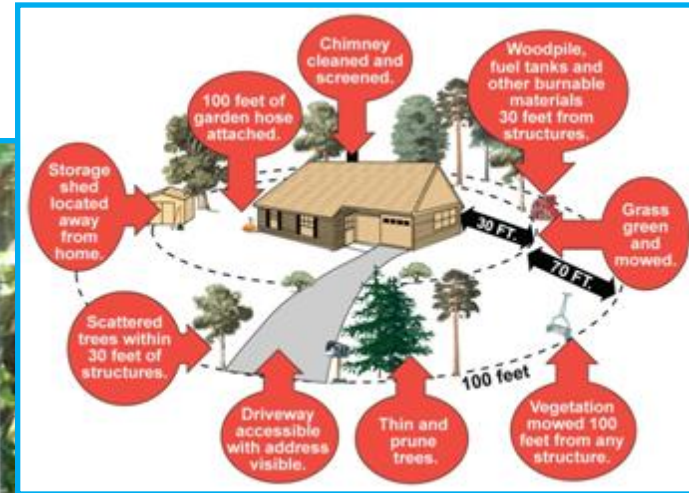 Chimney
cleaned and
screened.
Woodpile,
fuel tanks and
other burnable
materials
30 feet from
structures.
100 feet of
garden hose
attached.
Storage
shed
located
away
from
home.
Grass
green
and
mowed.
30 FT.
70 FT.
Scattered
trees within
30 feet of
structures.
100 feet
Driveway
accessible
with address
visible.
Thin and
prune
trees.
Vegetation
mowed 100
feet from any
structure.